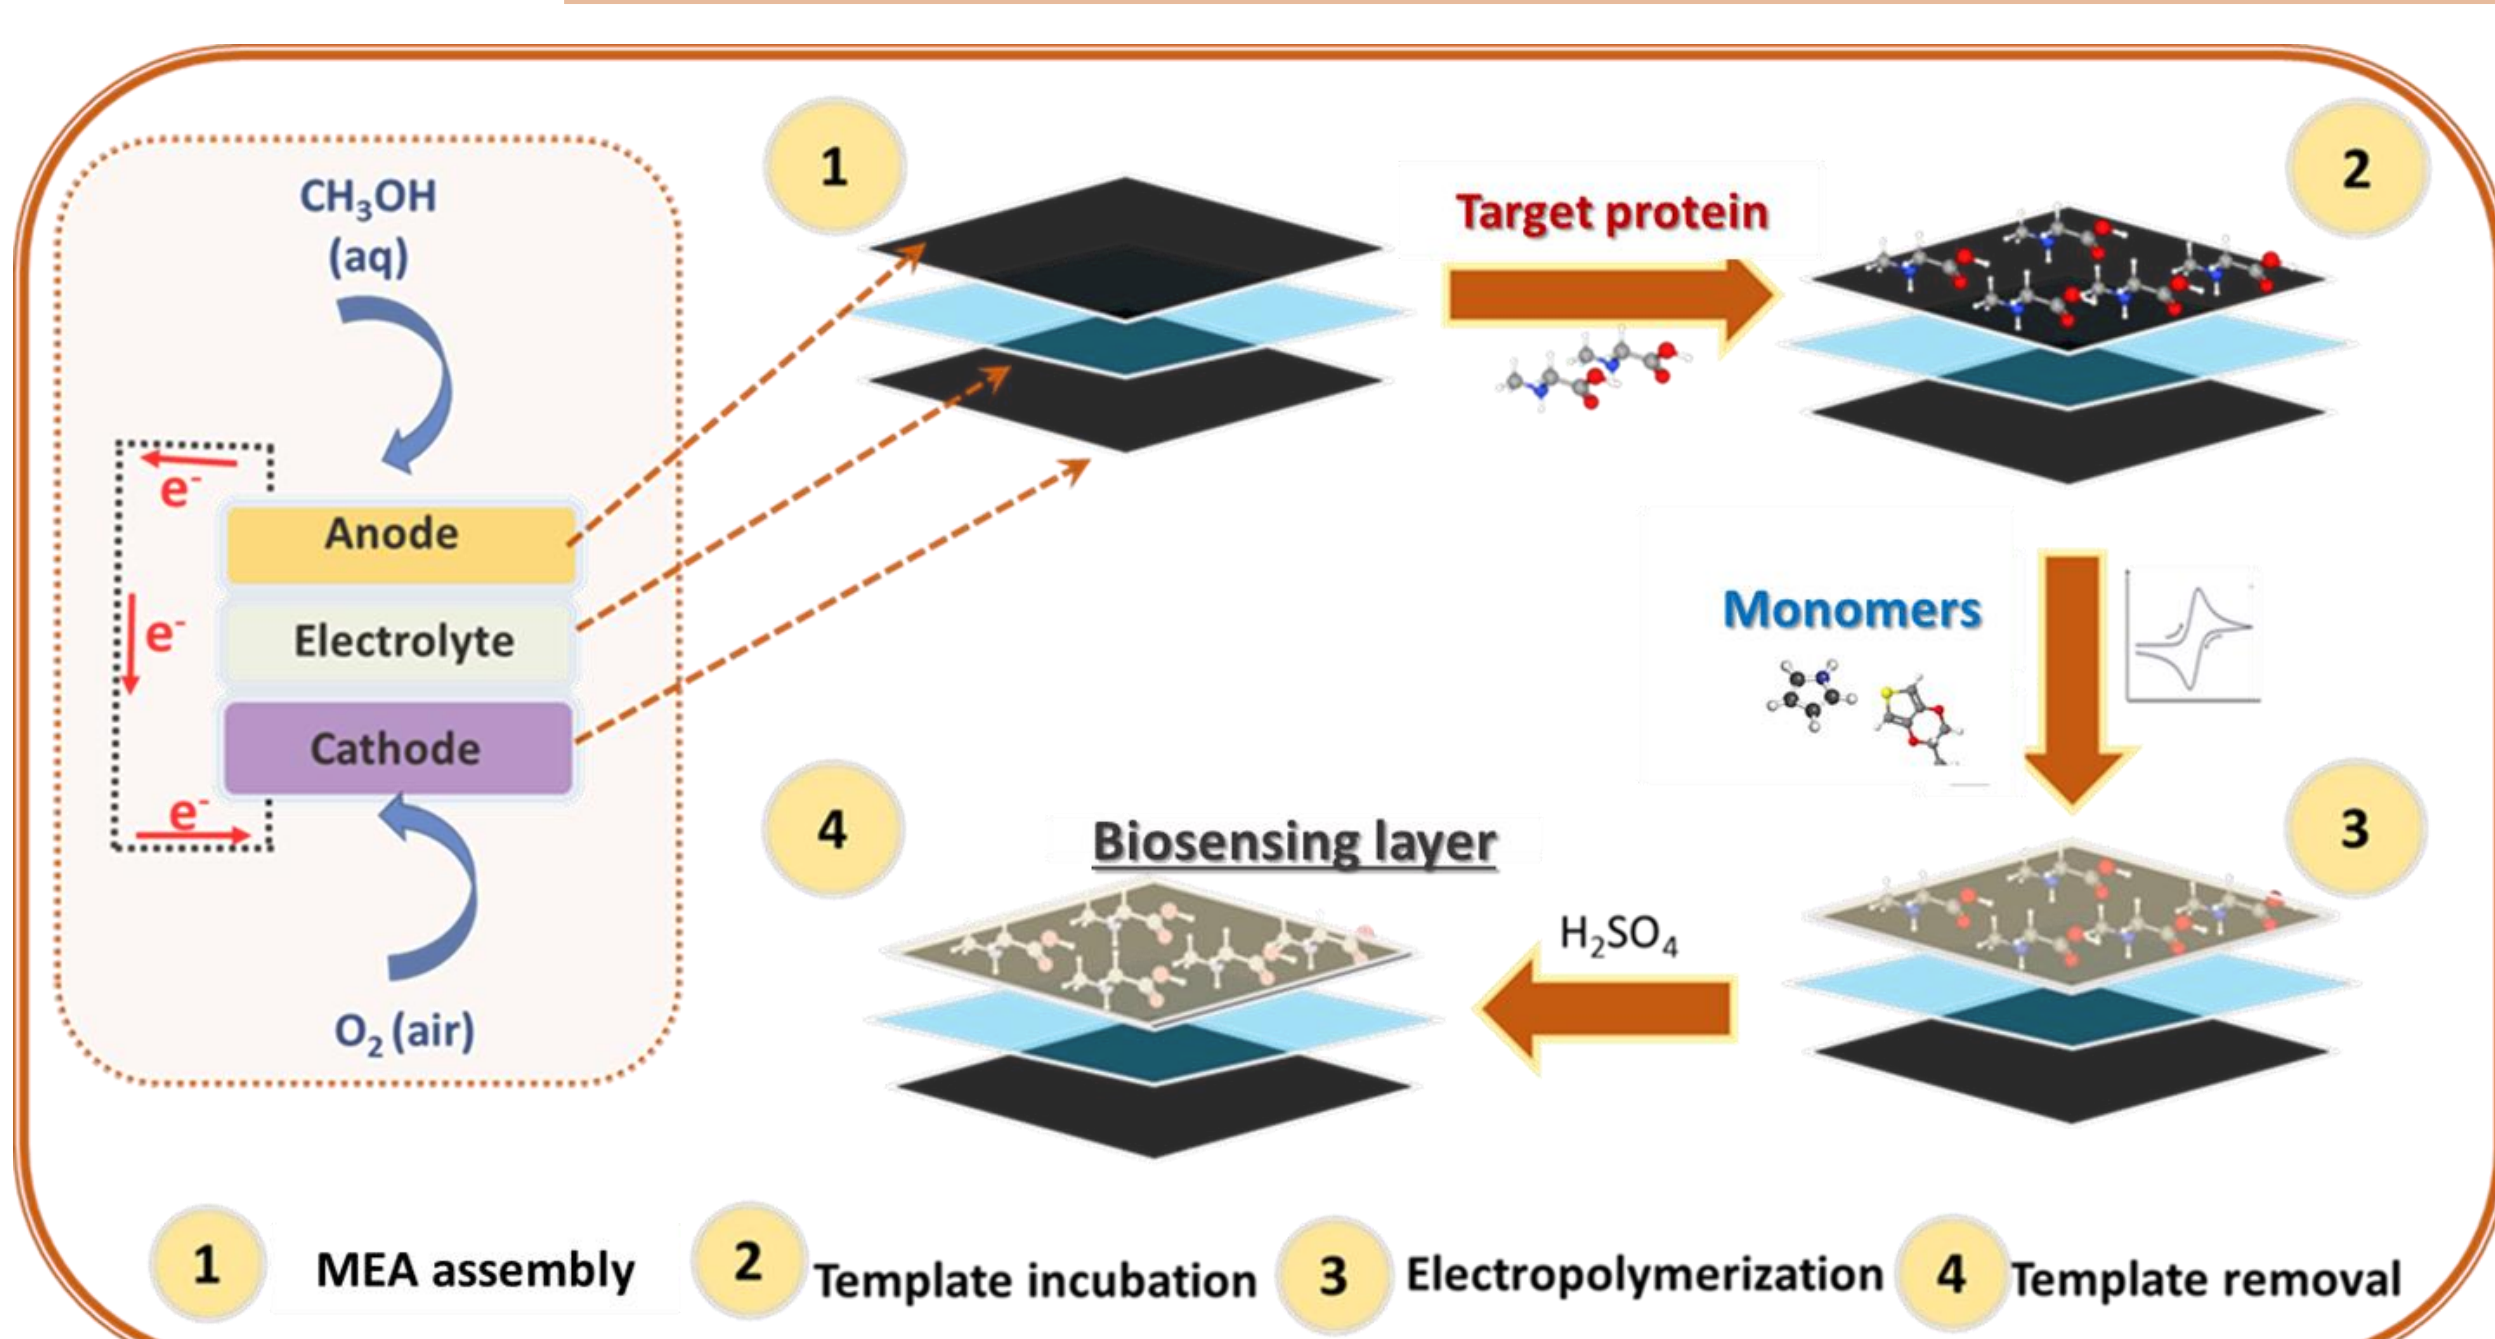 CH₃OH
(aq)
e⁻
Anode
e⁻
Electrolyte
Cathode
e⁻
O₂ (air)
1
Target protein
2
Monomers
3
H₂SO₄
4
Biosensing layer
1 MEA assembly
2 Template incubation
3 Electropolymerization
4 Template removal